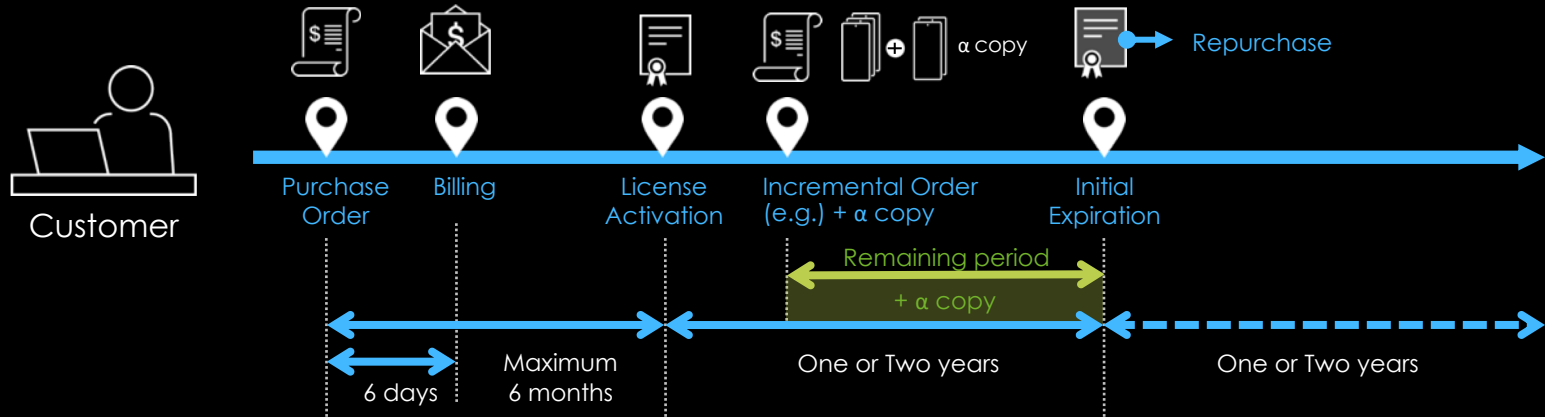 $
$
$
α copy
Repurchase
Customer
Purchase
Order
Billing
License
Activation
Incremental Order
(e.g.) + α copy
Initial
Expiration
Remaining period
+ α copy
6 days
Maximum
6 months
One or Two years
One or Two years